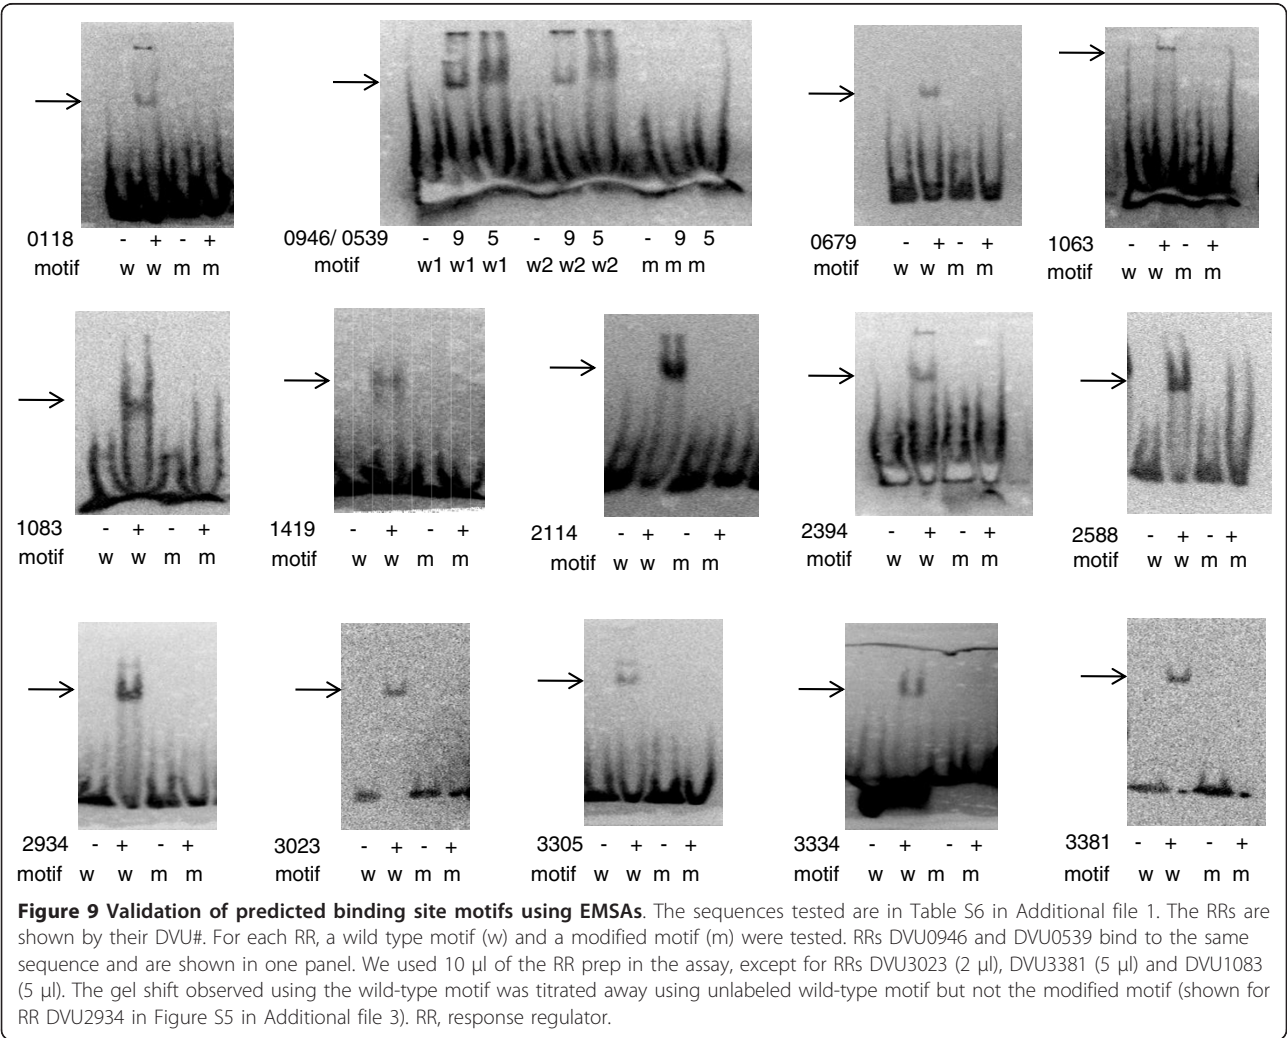 0118 - + - +
motif w w m m
0946/ 0539 - 9 5 - 9 5 - 9 5
motif w1 w1 w1 w2 w2 w2 m m m
0679 - + - +
motif w w m m
1063 - + - +
motif w w m m
1083 - + - +
motif w w m m
1419 - + - +
motif w w m m
2114 - + - +
motif w w m m
2394 - + - +
motif w w m m
2588 - + - +
motif w w m m
2934 - + - +
motif w w m m
3023 - + - +
motif w w m m
3305 - + - +
motif w w m m
3334 - + - +
motif w w m m
3381 - + - +
motif w w m m
Figure 9 Validation of predicted binding site motifs using EMSAs. The sequences tested are in Table S6 in Additional file 1. The RRs are
shown by their DVU#. For each RR, a wild type motif (w) and a modified motif (m) were tested. RRs DVU0946 and DVU0539 bind to the same
sequence and are shown in one panel. We used 10 μl of the RR prep in the assay, except for RRs DVU3023 (2 μl), DVU3381 (5 μl) and DVU1083
(5 μl). The gel shift observed using the wild-type motif was titrated away using unlabeled wild-type motif but not the modified motif (shown for
RR DVU2934 in Figure S5 in Additional file 3). RR, response regulator.